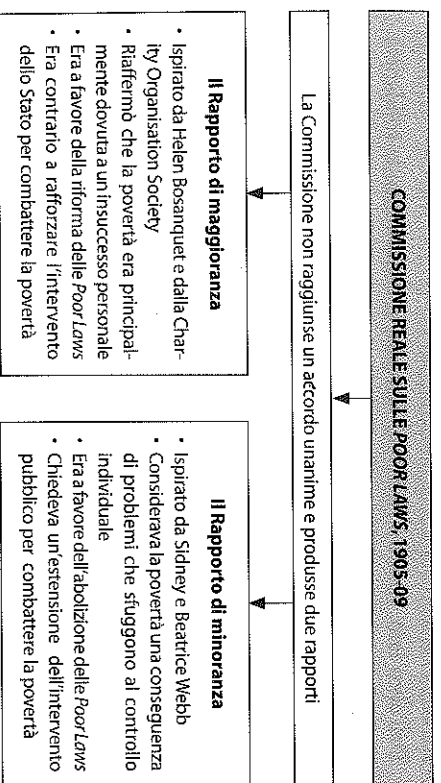 COMMISSIONE REALE SULLE POOR LAWS, 1905-09
La Commissione non raggiunse un accordo unanime e produsse due rapporti
Il Rapporto di maggioranza
• Ispirato da Helen Bosanquet e dalla Char-
ity Organisation Society
• Riaffermò che la povertà era principal-
mente dovuta a un insuccesso personale
• Era a favore della riforma delle Poor Laws
• Era contrario a rafforzare l'intervento
dello Stato per combattere la povertà
Il Rapporto di minoranza
• Ispirato da Sidney e Beatrice Webb
• Considerava la povertà una conseguenza
di problemi che sfuggono al controllo
individuale
• Era a favore dell'abolizione delle Poor Laws
• Chiedeva un'estensione dell'intervento
pubblico per combattere la povertà